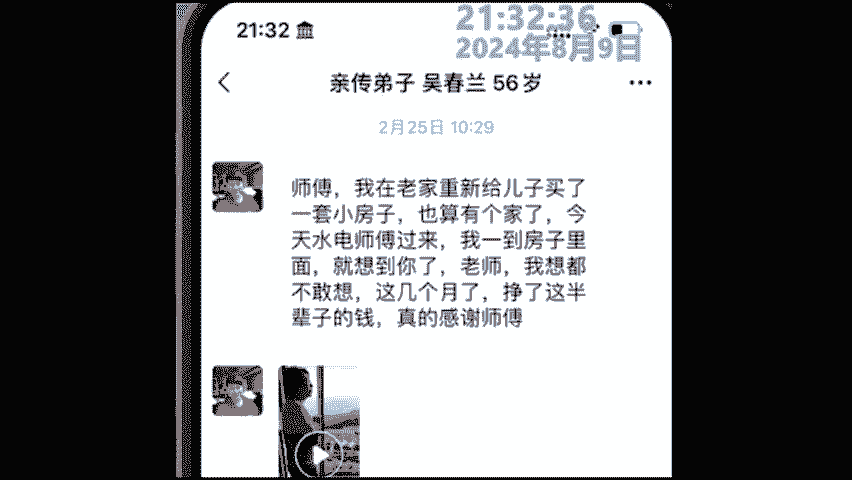 21:32
21:32:36
2024年8月9日
亲传弟子 吴春兰 56岁
2月25日 10:29
师傅，我在老家重新给儿子买了
一套小房子，也算有个家了，今
天水电师傅过来，我一到房子里
面，就想到你了，老师，我想都
不敢想，这几个月了，挣了这半
辈子的钱，真的感谢师傅